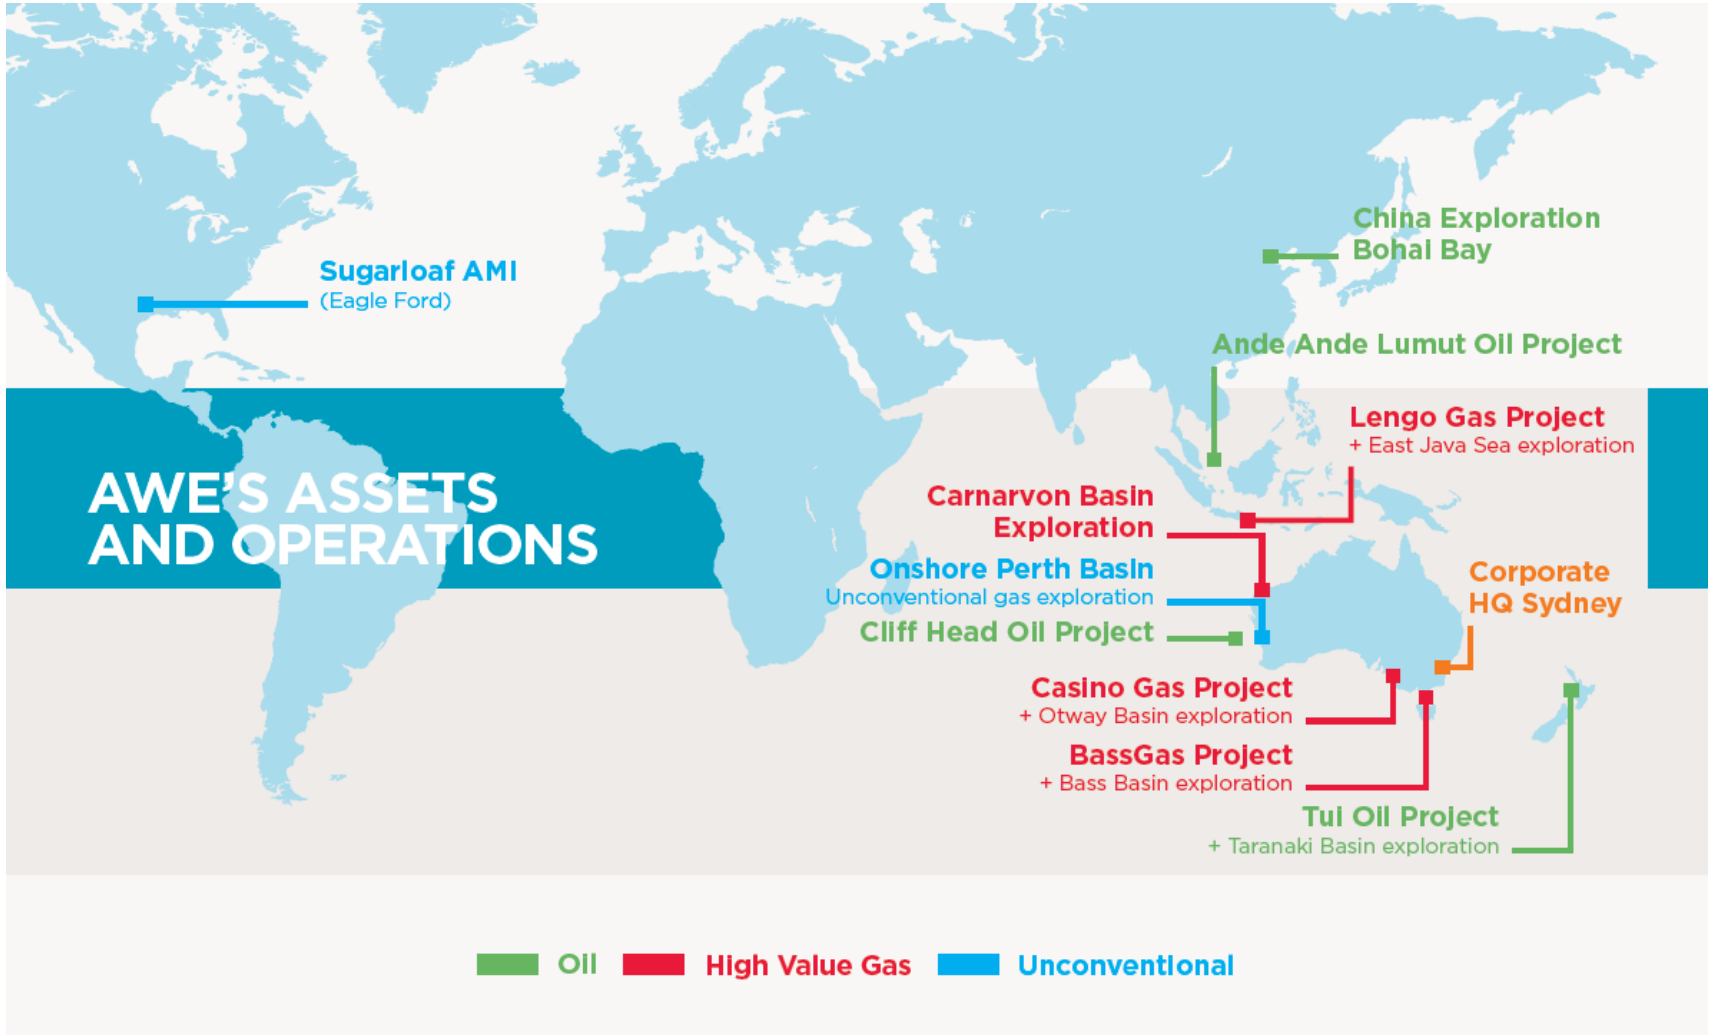 Sugarloaf AMI
(Eagle Ford)
China Exploration
Bohai Bay
Ande Ande Lumut Oil Project
Lengo Gas Project
+ East Java Sea exploration
AWE'S ASSETS
AND OPERATIONS
Carnarvon Basin
Exploration
Onshore Perth Basin
Unconventional gas exploration
Cliff Head Oil Project
Corporate
HQ Sydney
Casino Gas Project
+ Otway Basin exploration
BassGas Project
+ Bass Basin exploration
Tui Oil Project
+ Taranaki Basin exploration
Oil
High Value Gas
Unconventional